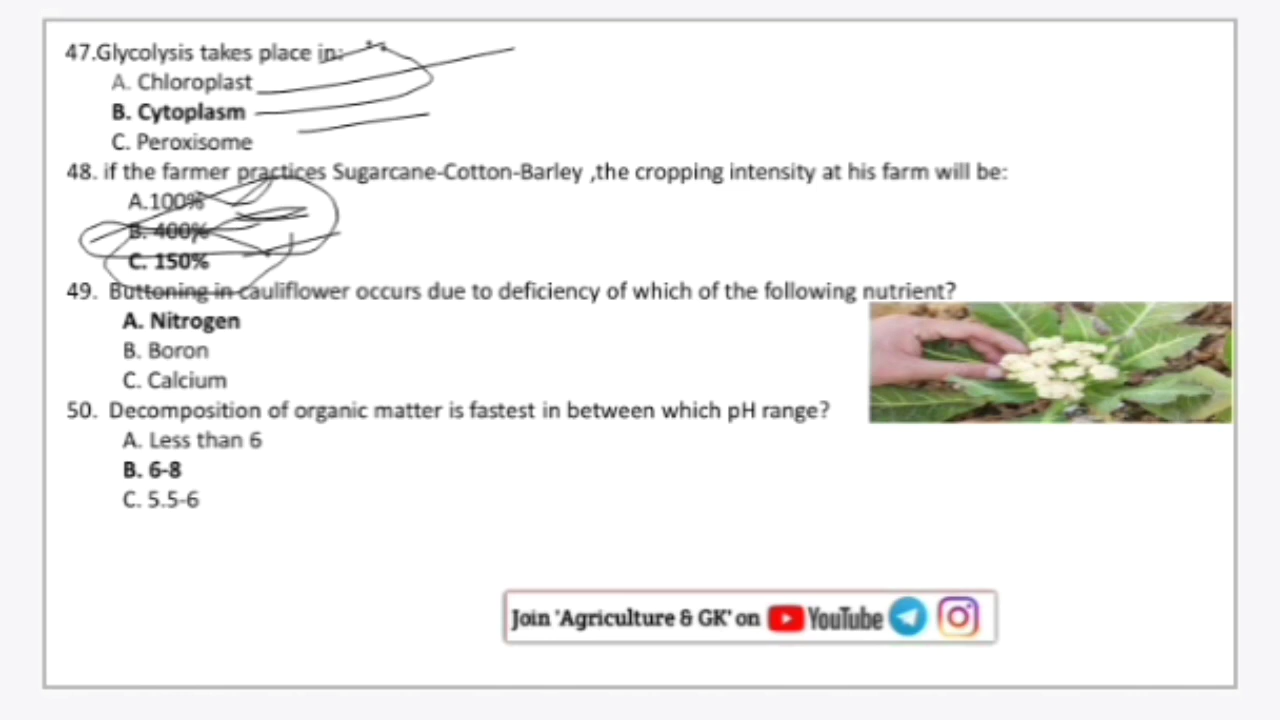 47.Glycolysis takes place in:
A. Chloroplast
B. Cytoplasm
C. Peroxisome
48. if the farmer practices Sugarcane-Cotton-Barley ,the cropping intensity at his farm will be:
A.100%
B. 400%
C. 150%
49. Buttoning in cauliflower occurs due to deficiency of which of the following nutrient?
A. Nitrogen
B. Boron
C. Calcium
50. Decomposition of organic matter is fastest in between which pH range?
A. Less than 6
B. 6-8
C. 5.5-6
Join 'Agriculture & GK' on YouTube